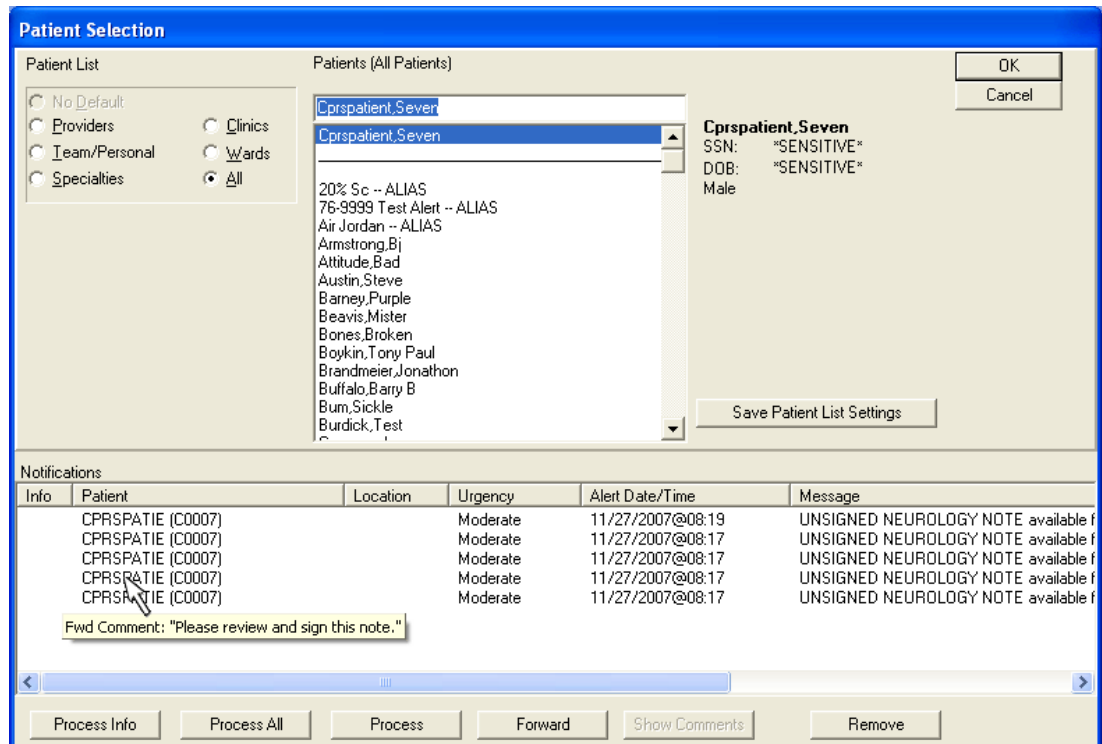 Patient Selection
Patient List
No Default
Providers
Clinics
Team/Personal
Wards
Specialties
All
Patients (All Patients)
Cprspatient,Seven
Cprspatient,Seven
20% Sc -- ALIAS
76-9999 Test Alert -- ALIAS
Air Jordan -- ALIAS
Armstrong,Bj
Attitude,Bad
Austin,Steve
Barney,Purple
Beavis,Mister
Bones,Broken
Boykin,Tony Paul
Brandmeier,Jonathon
Buffalo,Barry B
Bum,Sickle
Burdick,Test
OK
Cancel
Cprspatient,Seven
SSN: *SENSITIVE*
DOB: *SENSITIVE*
Male
Save Patient List Settings
Notifications
Info Patient Location Urgency Alert Date/Time Message
CPRSPATIE (C0007) Moderate 11/27/2007@08:19 UNSIGNED NEUROLOGY NOTE available f
CPRSPATIE (C0007) Moderate 11/27/2007@08:17 UNSIGNED NEUROLOGY NOTE available f
CPRSPATIE (C0007) Moderate 11/27/2007@08:17 UNSIGNED NEUROLOGY NOTE available f
CPRSPATIE (C0007) Moderate 11/27/2007@08:17 UNSIGNED NEUROLOGY NOTE available f
CPRSPATIE (C0007) Moderate 11/27/2007@08:17 UNSIGNED NEUROLOGY NOTE available f
Fwd Comment: "Please review and sign this note."
Process Info Process All Process Forward Show Comments Remove